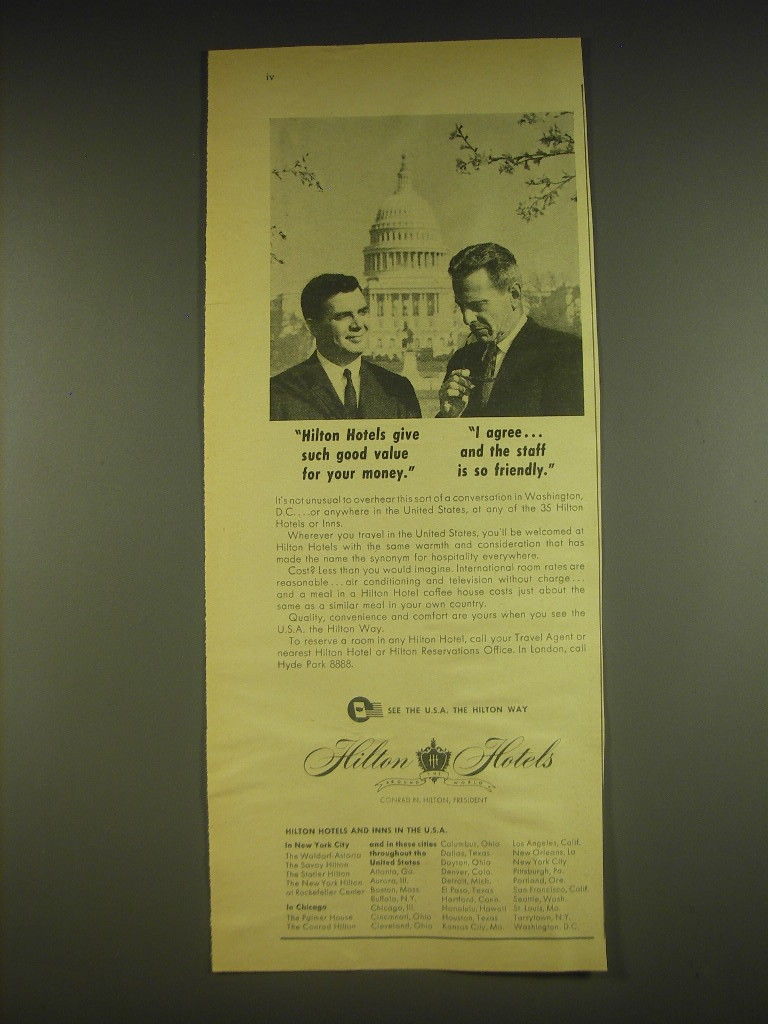 iv
"Hilton Hotels give
such good value
for your money."
"I agree...
and the staff
is so friendly."
It's not unusual to overhear this sort of a conversation in Washington,
D.C....or anywhere in the United States, at any of the 35 Hilton
Hotels or Inns.
Wherever you travel in the United States, you'll be welcomed at
Hilton Hotels with the same warmth and consideration that has
made the name the synonym for hospitality everywhere.
Cost? Less than you would imagine. International room rates are
reasonable...air conditioning and television without charge...
and a meal in a Hilton Hotel coffee house costs just about the
same as a similar meal in your own country.
Quality, convenience and comfort are yours when you see the
U.S.A. the Hilton Way.
To reserve a room in any Hilton Hotel, call your Travel Agent or
nearest Hilton Hotel or Hilton Reservations Office. In London, call
Hyde Park 8888.
SEE THE U.S.A. THE HILTON WAY
Hilton Hotels
AROUND THE WORLD
CONRAD N. HILTON, PRESIDENT
HILTON HOTELS AND INNS IN THE U.S.A.
In New York City
The Waldorf-Astoria
The Savoy Hilton
The Statler Hilton
The New York Hilton
at Rockefeller Center
In Chicago
The Palmer House
The Conrad Hilton
and in these cities
throughout the
United States
Atlanta, Ga.
Aurora, Ill.
Boston, Mass.
Buffalo, N.Y.
Chicago, Ill.
Cincinnati, Ohio
Cleveland, Ohio
Columbus, Ohio
Dallas, Texas
Dayton, Ohio
Denver, Colo.
Detroit, Mich.
El Paso, Texas
Hartford, Conn.
Honolulu, Hawaii
Houston, Texas
Kansas City, Mo.
Los Angeles, Calif.
New Orleans, La.
New York City
Pittsburgh, Pa.
Portland, Ore.
San Francisco, Calif.
Seattle, Wash.
St. Louis, Mo.
Tarrytown, N.Y.
Washington, D.C.